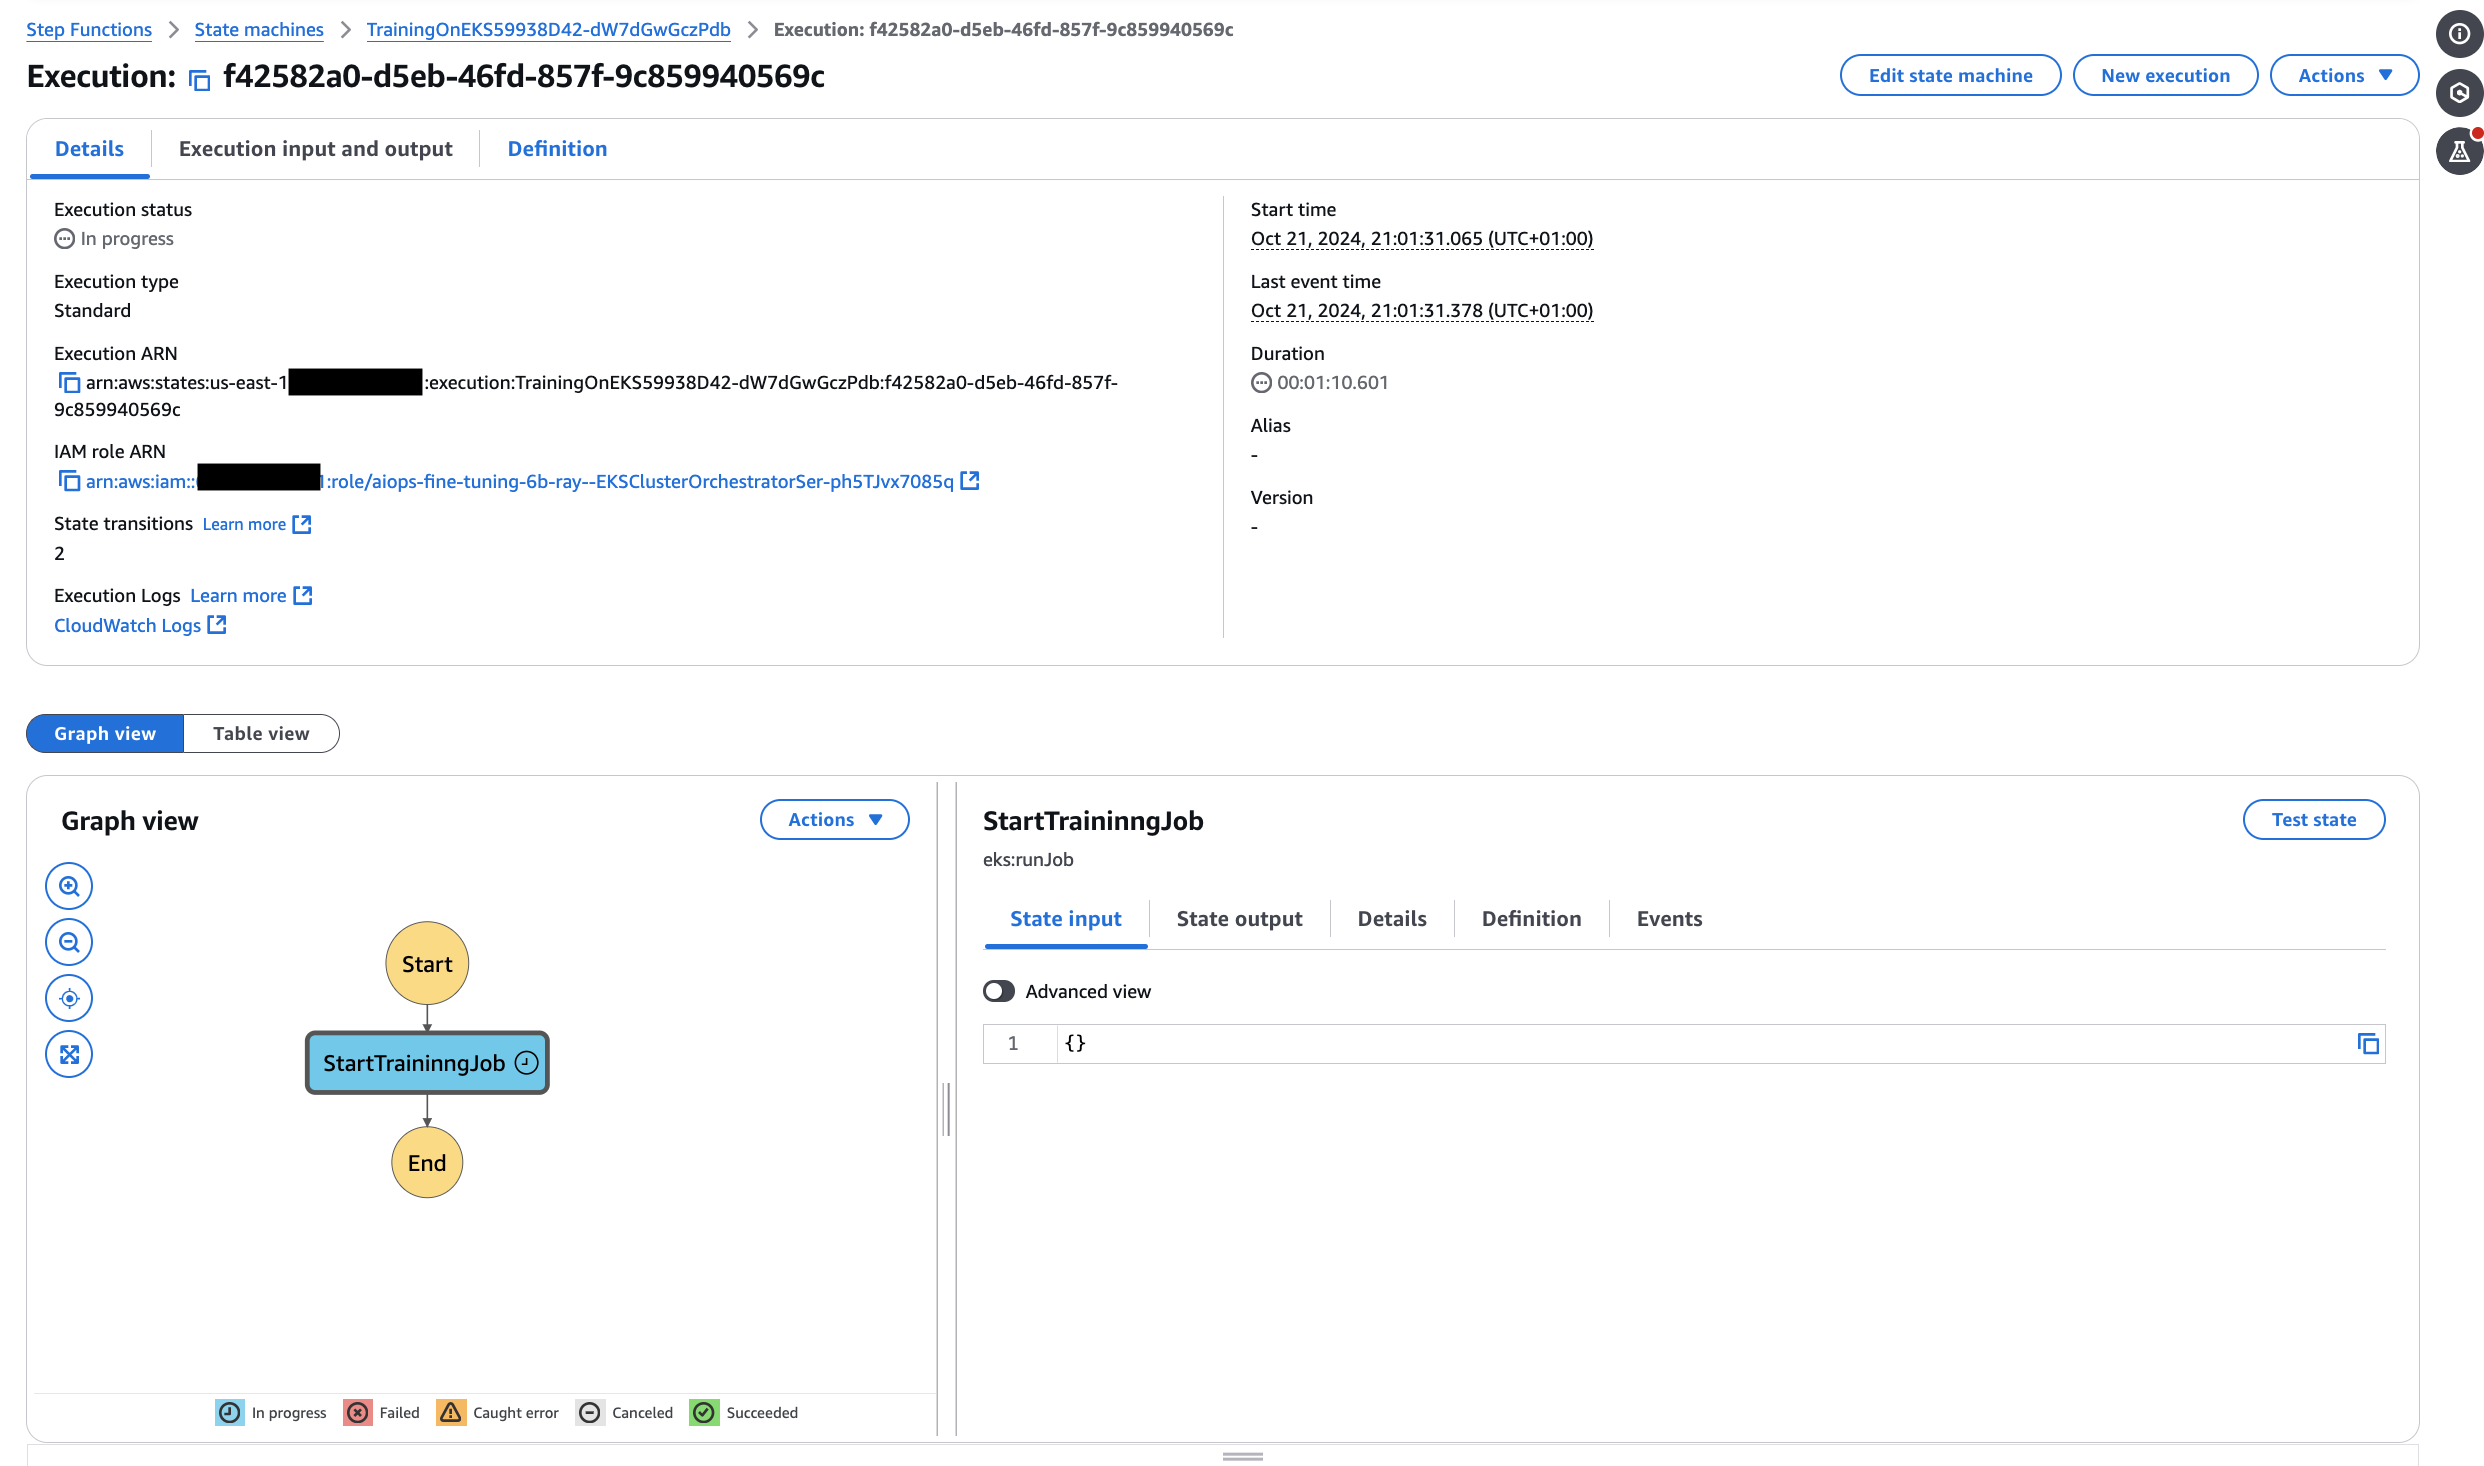 Step Functions > State machines > TrainingOnEKS59938D42-dW7dGwGczPdb > Execution: f42582a0-d5eb-46fd-857f-9c859940569c
Execution: f42582a0-d5eb-46fd-857f-9c859940569c
Edit state machine
New execution
Actions
Details
Execution input and output
Definition
Execution status
In progress
Execution type
Standard
Execution ARN
arn:aws:states:us-east-1 :execution:TrainingOnEKS59938D42-dW7dGwGczPdb:f42582a0-d5eb-46fd-857f-
9c859940569c
IAM role ARN
arn:aws:iam:: :role/aiops-fine-tuning-6b-ray--EKSClusterOrchestratorSer-ph5TJvx7085q
State transitions Learn more
2
Execution Logs Learn more
CloudWatch Logs
Start time
Oct 21, 2024, 21:01:31.065 (UTC+01:00)
Last event time
Oct 21, 2024, 21:01:31.378 (UTC+01:00)
Duration
00:01:10.601
Alias
-
Version
-
Graph view
Table view
Graph view
Actions
Start
StartTraininngJob
End
In progress
Failed
Caught error
Canceled
Succeeded
StartTraininngJob
Test state
eks:runJob
State input
State output
Details
Definition
Events
Advanced view
1 {}